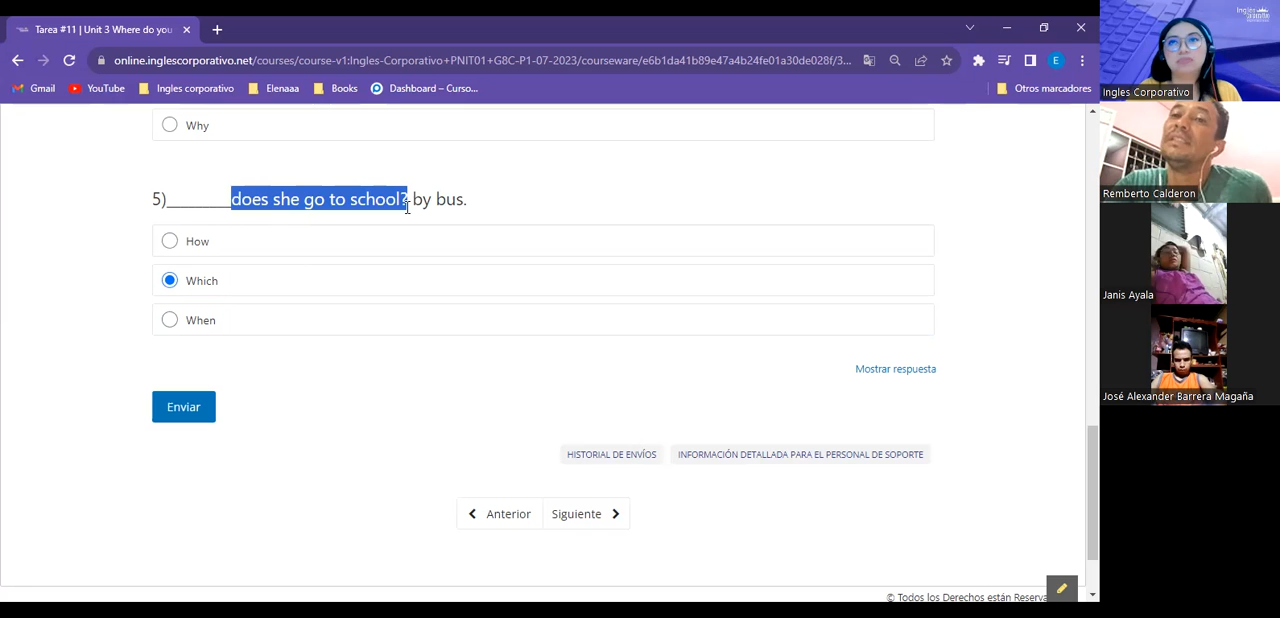 Tarea #11 | Unit 3 Where do you
online.inglescorporativo.net/courses/course-v1:Ingles-Corporativo+PNIT01+G8C-P1-07-2023/courseware/e6b1da41b89e47a4b24fe01a30de028f/3...
E
Gmail YouTube Ingles corporativo Elenaaa Books Dashboard – Curso... Otros marcadores
Why
5)________does she go to school? by bus.
How
Which
When
Mostrar respuesta
Enviar
HISTORIAL DE ENVÍOS INFORMACIÓN DETALLADA PARA EL PERSONAL DE SOPORTE
Anterior Siguiente
© Todos los Derechos están Reserva
Ingles Corporativo
Remberto Calderon
Janis Ayala
José Alexander Barrera Magaña